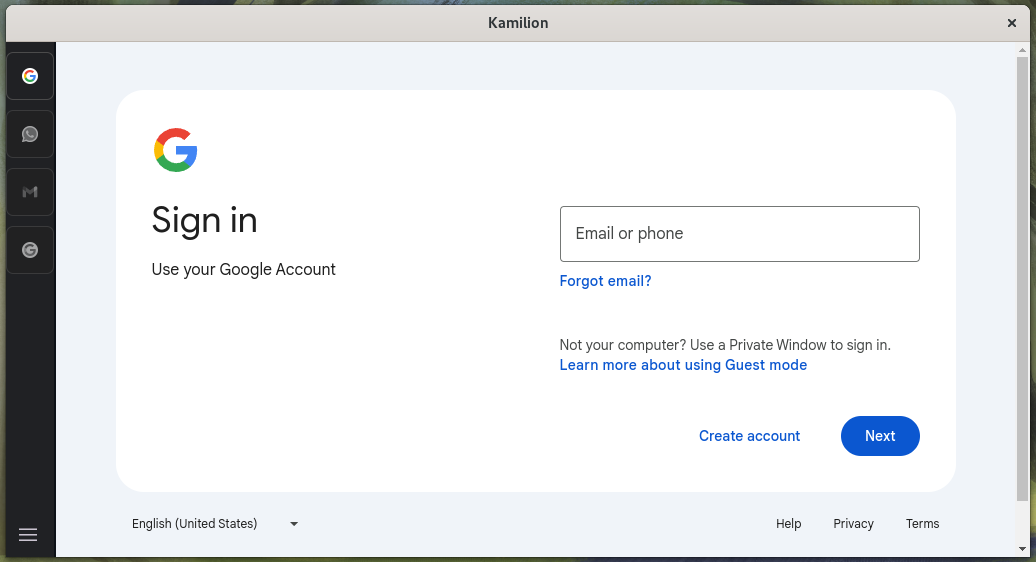 Kamilion
Sign in
Use your Google Account
Email or phone
Forgot email?
Not your computer? Use a Private Window to sign in.
Learn more about using Guest mode
Create account
Next
English (United States)
Help
Privacy
Terms